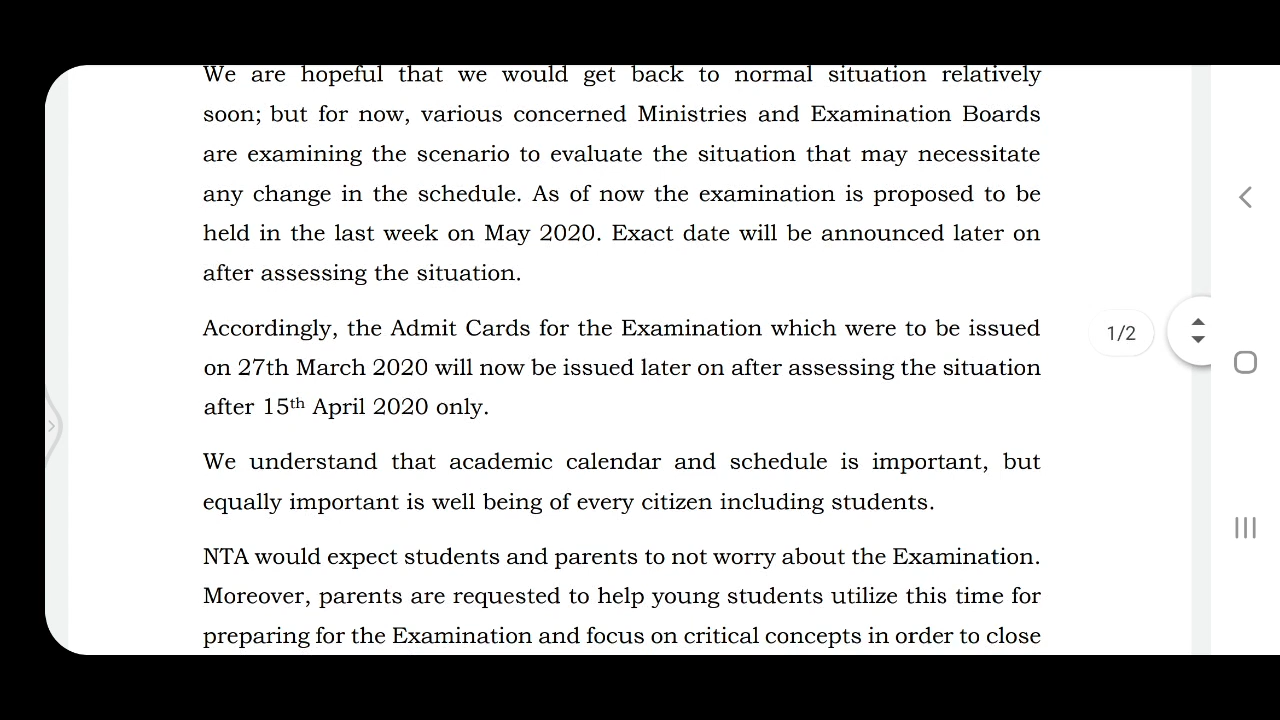 We are hopeful that we would get back to normal situation relatively
soon; but for now, various concerned Ministries and Examination Boards
are examining the scenario to evaluate the situation that may necessitate
any change in the schedule. As of now the examination is proposed to be
held in the last week on May 2020. Exact date will be announced later on
after assessing the situation.
Accordingly, the Admit Cards for the Examination which were to be issued
on 27th March 2020 will now be issued later on after assessing the situation
after 15th April 2020 only.
We understand that academic calendar and schedule is important, but
equally important is well being of every citizen including students.
NTA would expect students and parents to not worry about the Examination.
Moreover, parents are requested to help young students utilize this time for
preparing for the Examination and focus on critical concepts in order to close
1/2